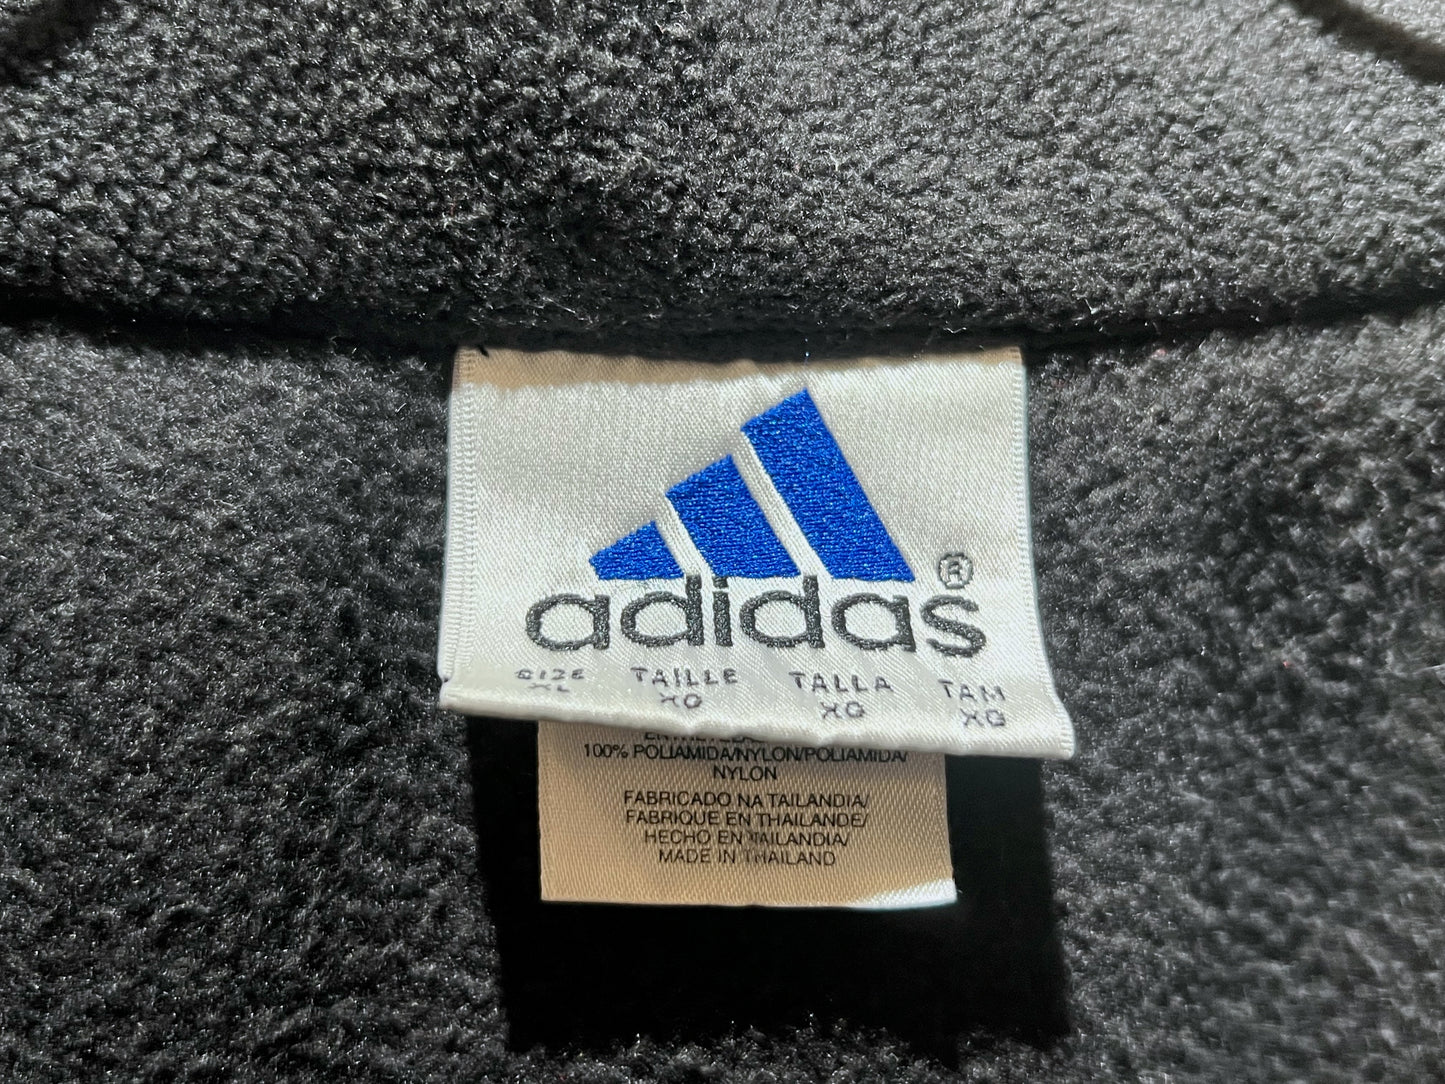 adidas®
SIZE TAILLE TALLA TAM
XL XG XG XG
100% POLIAMIDA/NYLON/POLIAMIDA/
NYLON
FABRICADO NA TAILANDIA/
FABRIQUE EN THAILANDE/
HECHO EN TAILANDIA/
MADE IN THAILAND